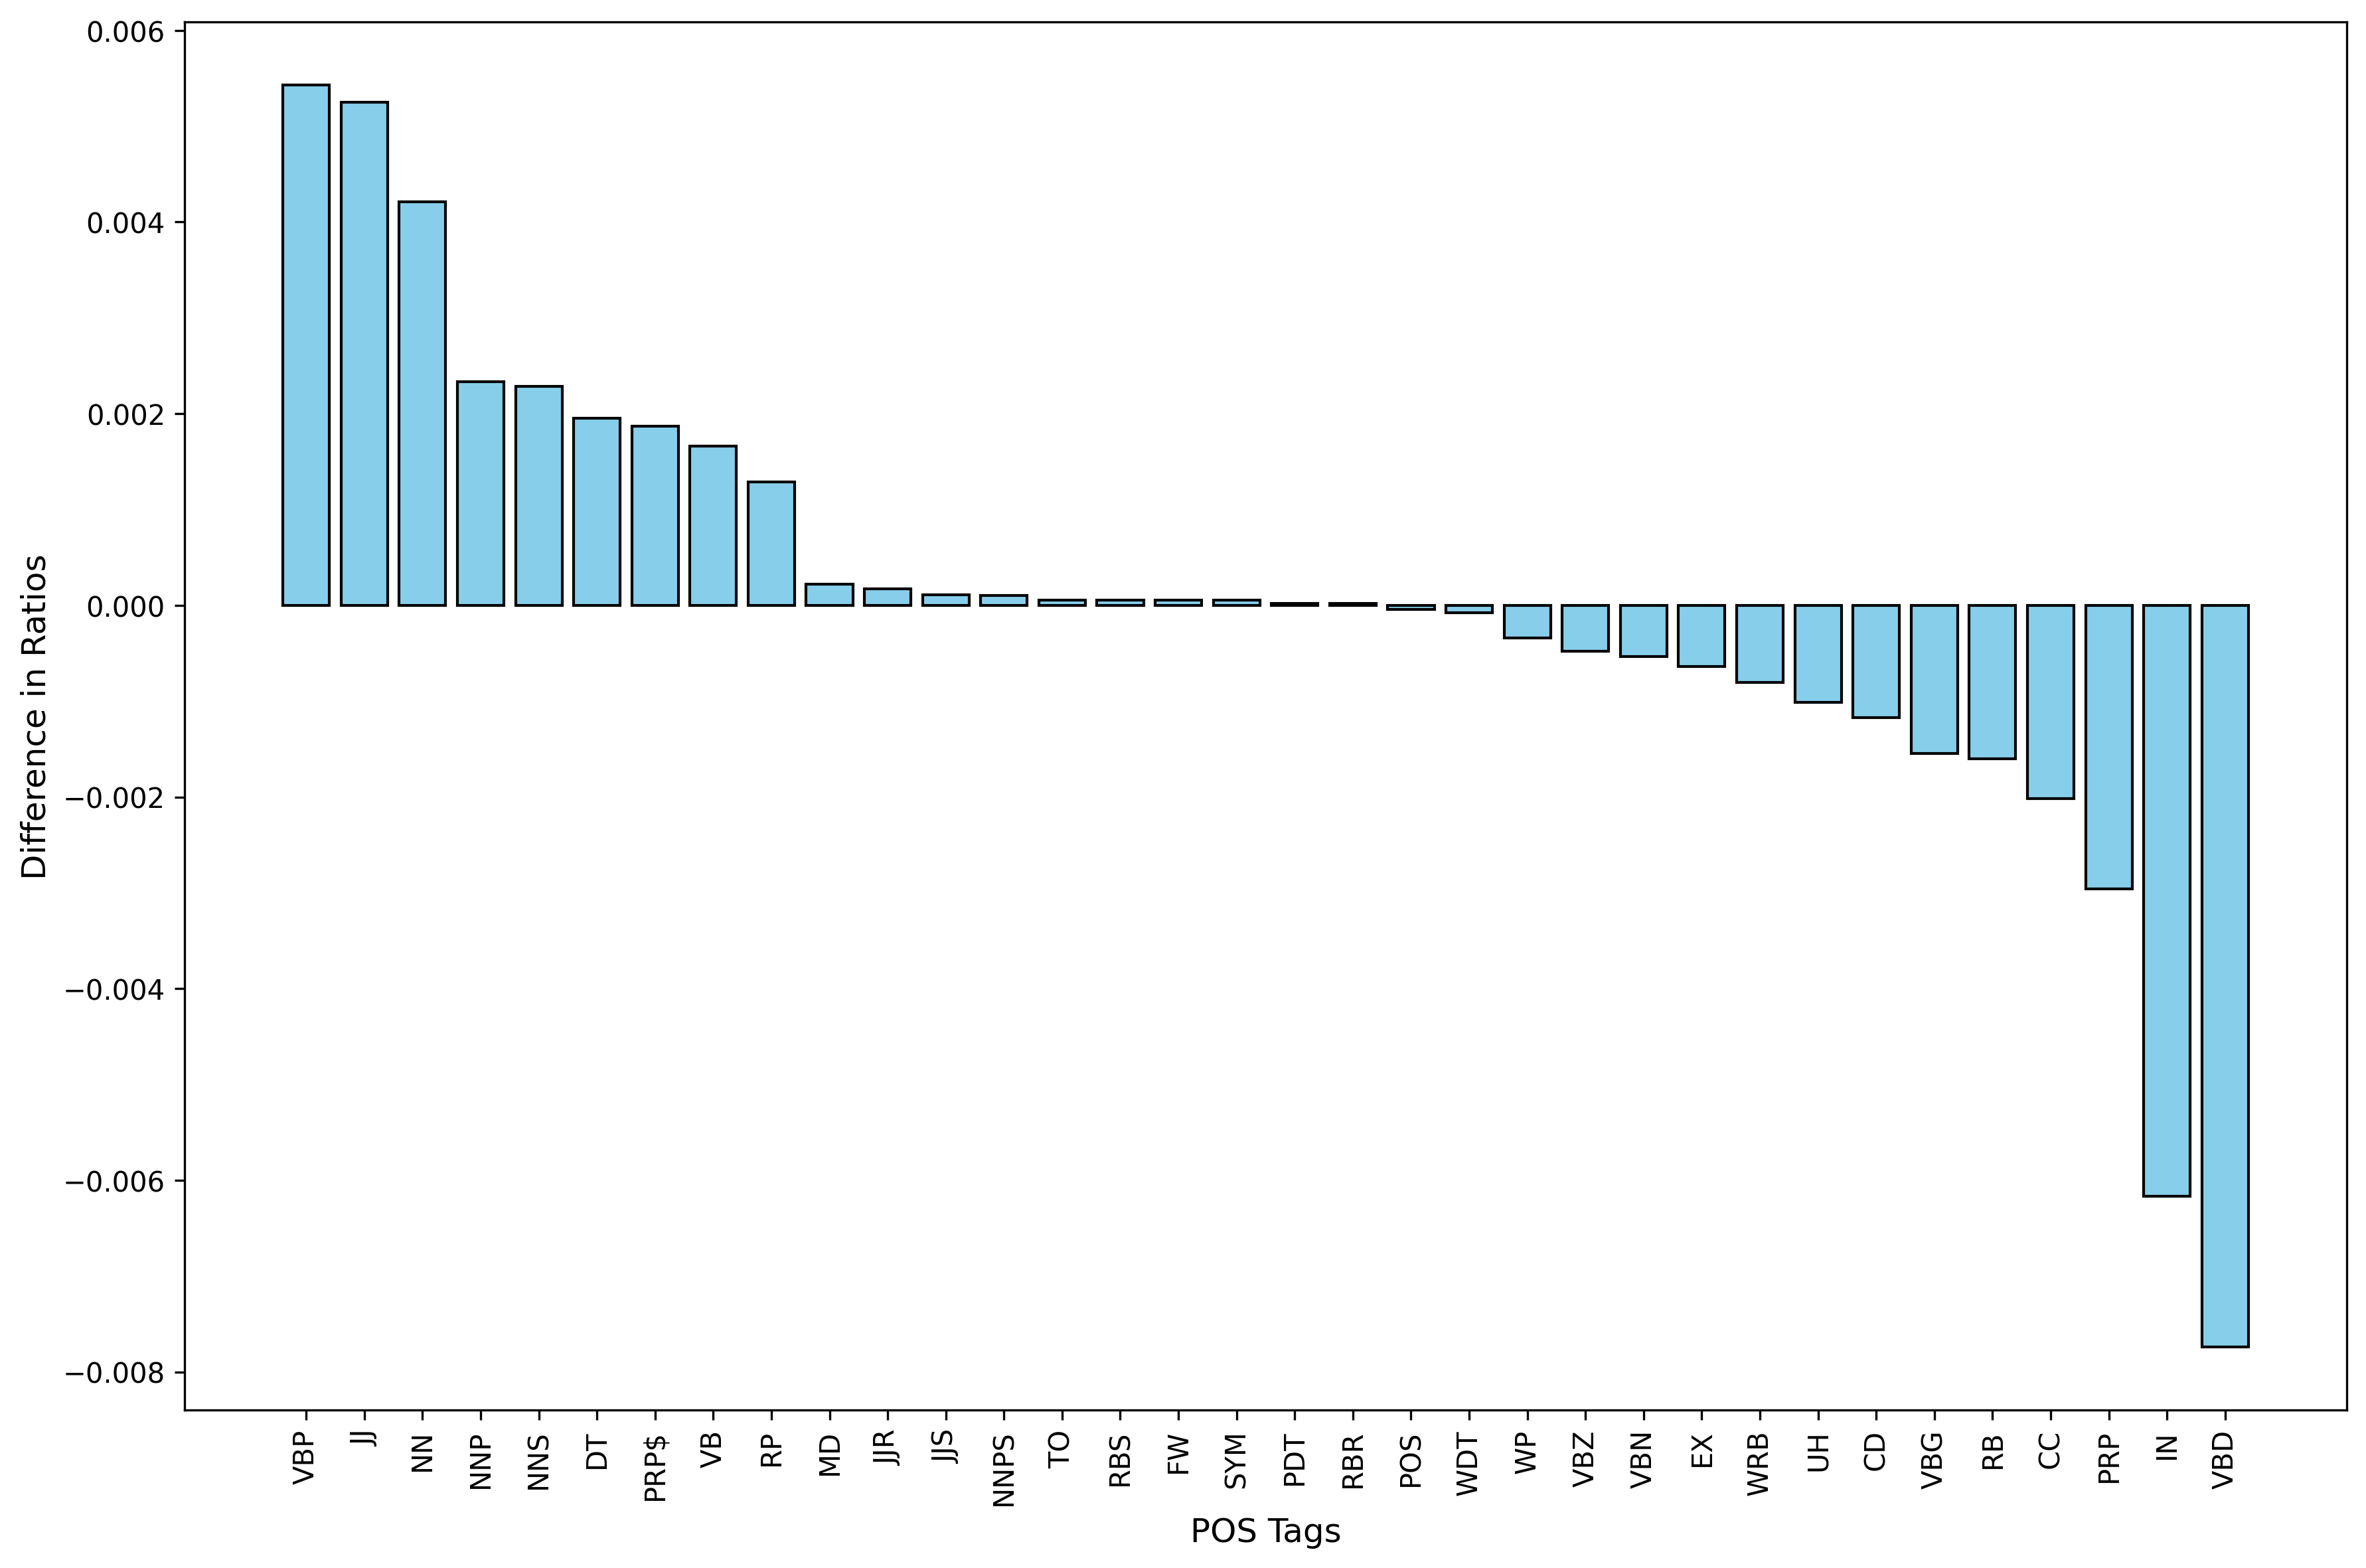 Difference in Ratios
0.006
0.004
0.002
0.000
−0.002
−0.004
−0.006
−0.008
VBP JJ NN NNP NNS DT PRP$ VB RP MD JJR JJS NNPS TO RBS FW SYM PDT RBR POS WDT WP VBZ VBN EX WRB UH CD VBG RB CC PRP IN VBD
POS Tags